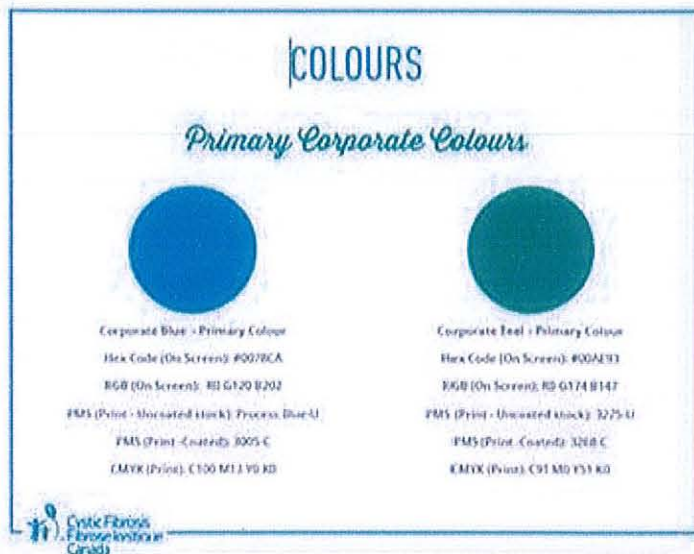 COLOURS
Primary Corporate Colours
Corporate Blue - Primary Colour
Hex Code (On Screen): #0078CA
RGB (On Screen): R0 G120 B202
PMS (Print - Uncoated stock): Process Blue-U
PMS (Print -Coated): 3005 C
CMYK (Print): C100 M13 Y0 K0
Corporate Teel - Primary Colour
Hex Code (On Screen): #00AE93
RGB (On Screen): R0 G174 B147
PMS (Print - Uncoated stock): 3275-U
PMS (Print -Coated): 3268 C
CMYK (Print): C91 M0 Y51 K0
Cystic Fibrosis
Fibrose kystique
Canada